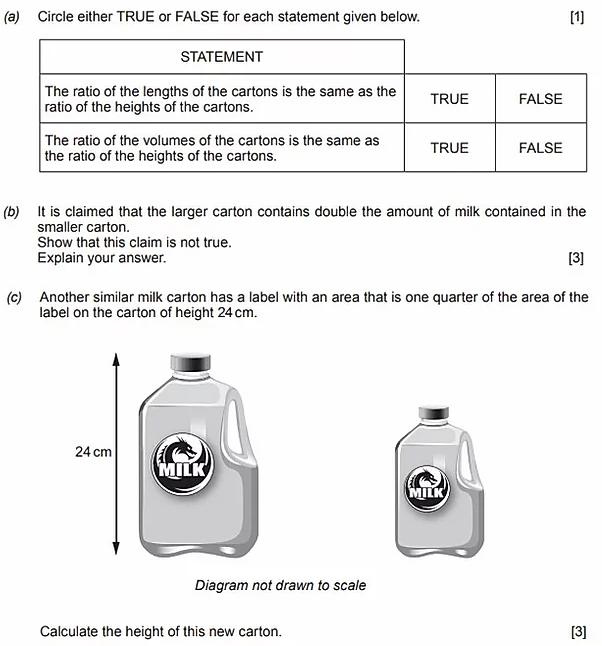 (a) Circle either TRUE or FALSE for each statement given below. [1]
STATEMENT
The ratio of the lengths of the cartons is the same as the
ratio of the heights of the cartons.
TRUE
FALSE
The ratio of the volumes of the cartons is the same as
the ratio of the heights of the cartons.
TRUE
FALSE
(b) It is claimed that the larger carton contains double the amount of milk contained in the
smaller carton.
Show that this claim is not true.
Explain your answer. [3]
(c) Another similar milk carton has a label with an area that is one quarter of the area of the
label on the carton of height 24 cm.
24 cm
MILK
MILK
Diagram not drawn to scale
Calculate the height of this new carton. [3]